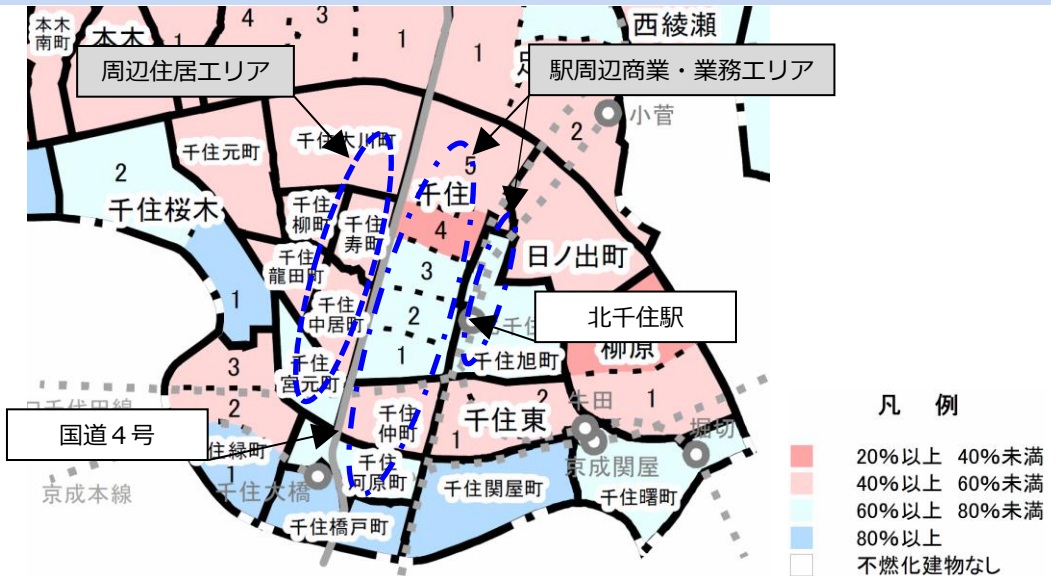 本木
南町
本木
1
4
3
1
1
西綾瀬
周辺住居エリア
駅周辺商業・業務エリア
小菅
2
千住元町
千住大川町
5
千住
2
千住桜木
千住
柳町
千住
寿町
4
日ノ出町
千住
龍田町
3
1
千住
中居町
2
北千住駅
1
千住旭町
柳原
3
千住
宮元町
2
2
1
千住東
牛田
千住
仲町
1
堀切
国道4号
住緑町
1
京成関屋
京成本線
千住大橋
千住
河原町
千住関屋町
千住曙町
千住橋戸町
凡 例
20%以上 40%未満
40%以上 60%未満
60%以上 80%未満
80%以上
不燃化建物なし